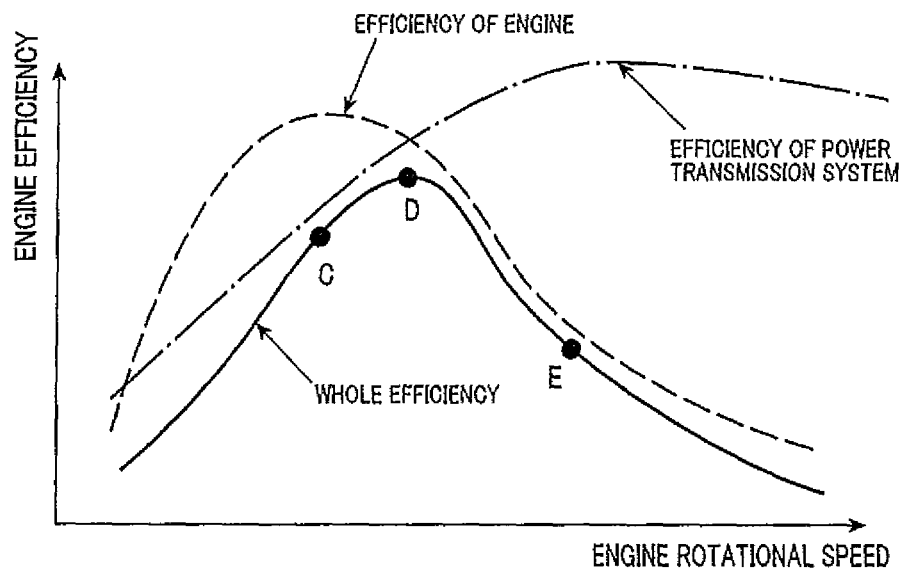 EFFICIENCY OF ENGINE
ENGINE EFFICIENCY
EFFICIENCY OF POWER
TRANSMISSION SYSTEM
D
C
E
WHOLE EFFICIENCY
ENGINE ROTATIONAL SPEED